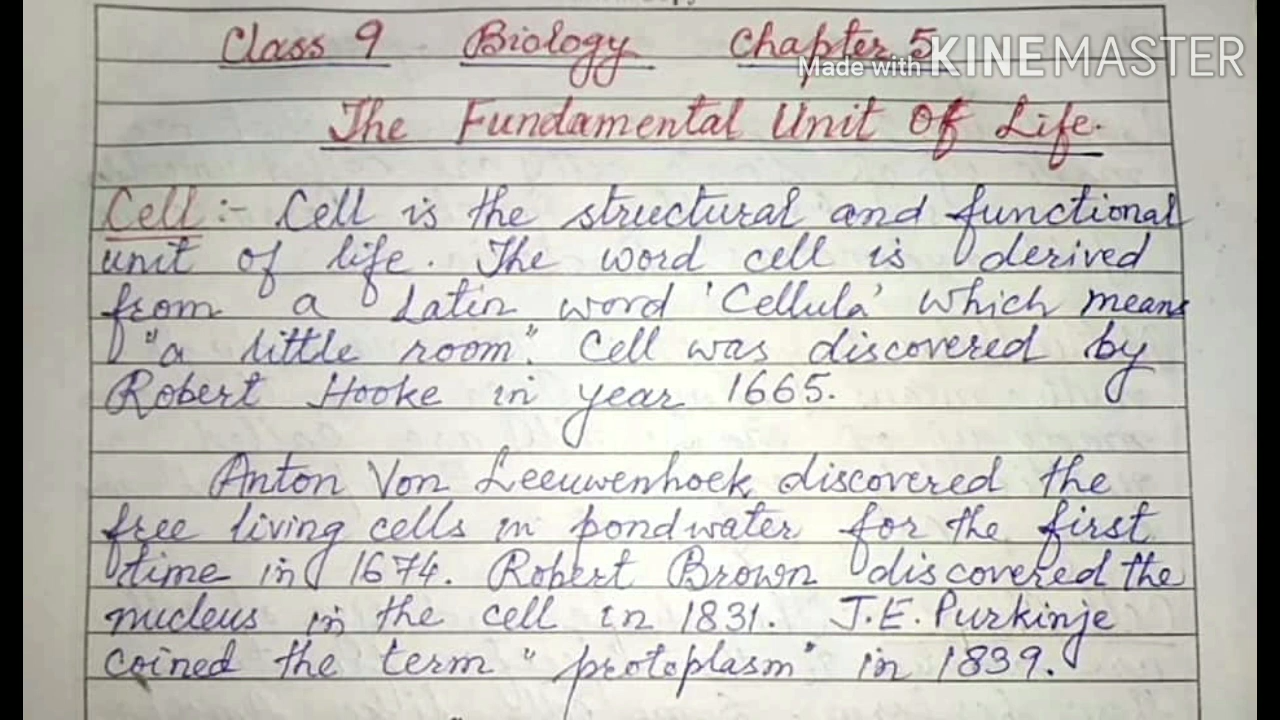 Class 9 Biology Chapter 5
Made with KINEMASTER
The Fundamental Unit Of Life.
Cell :- Cell is the structural and functional
unit of life. The word cell is derived
from a Latin word 'Cellula' which means
"a little room". Cell was discovered by
Robert Hooke in year 1665.
Anton Von Leeuwenhoek discovered the
free living cells in pond water for the first
time in 1674. Robert Brown discovered the
nucleus in the cell in 1831. J.E. Purkinje
coined the term "protoplasm" in 1839.